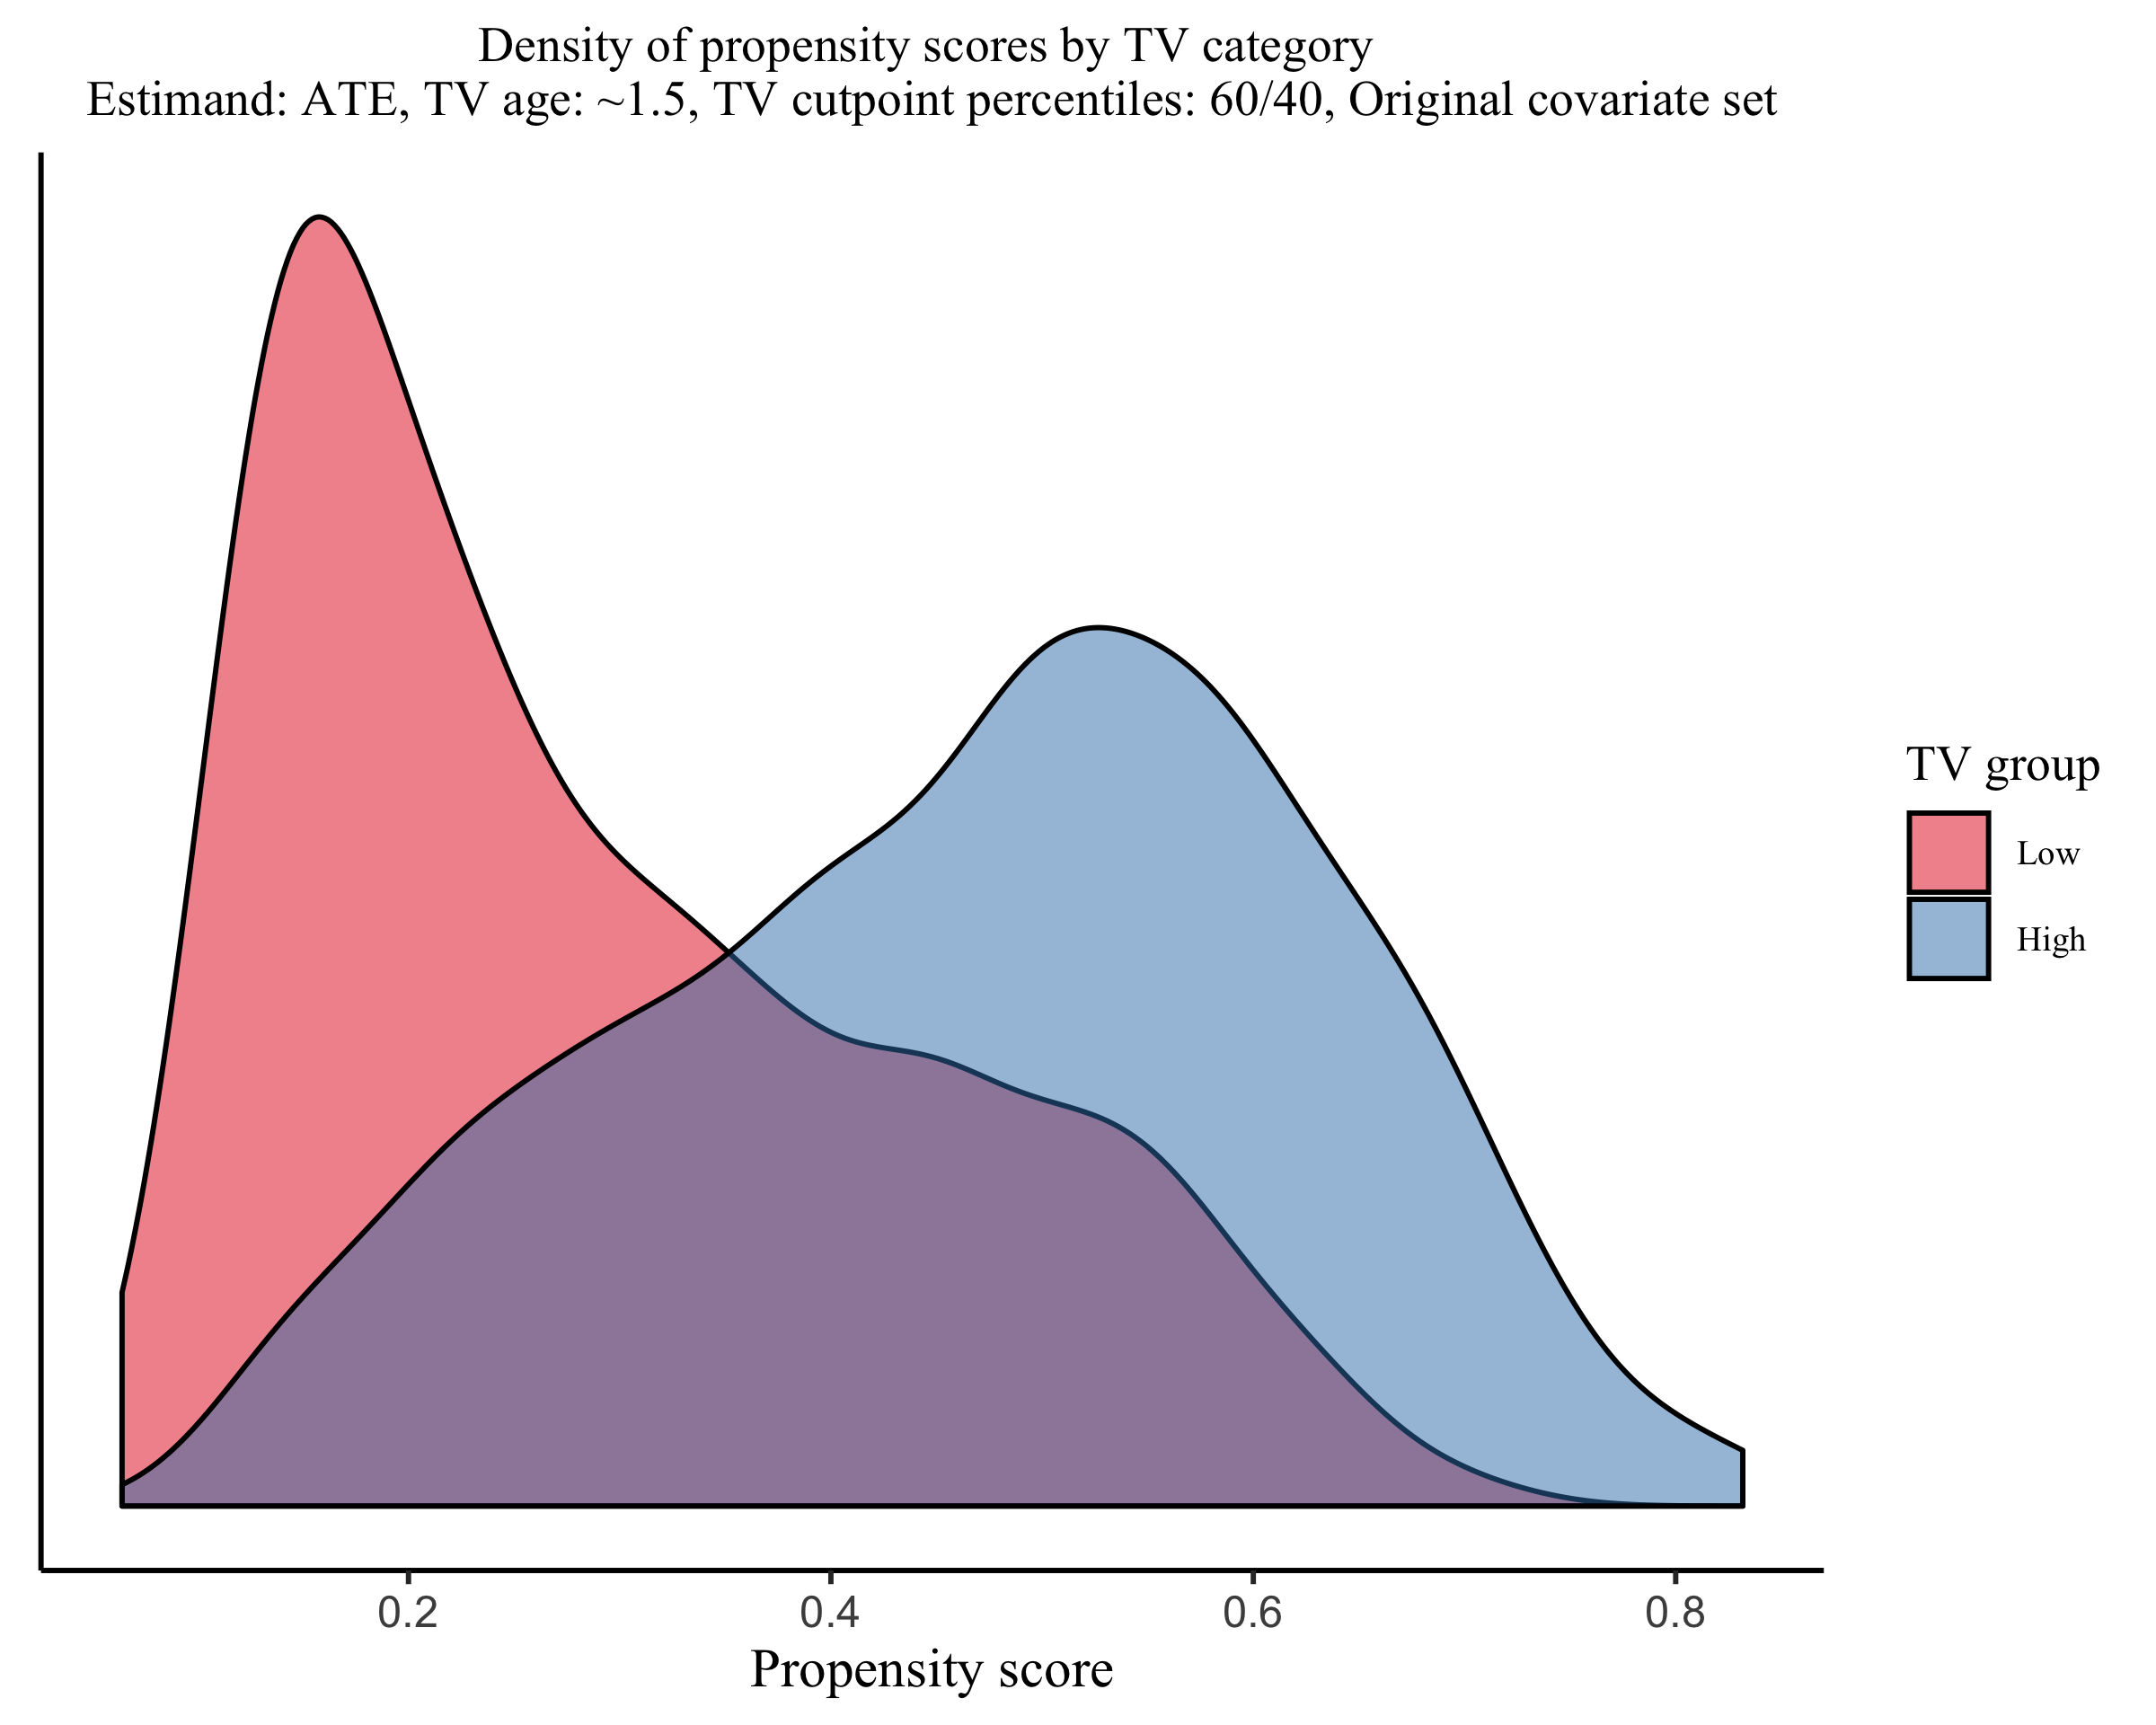 Density of propensity scores by TV category
Estimand: ATE, TV age: ~1.5, TV cutpoint percentiles: 60/40, Original covariate set
TV group
Low
High
0.2 0.4 0.6 0.8
Propensity score